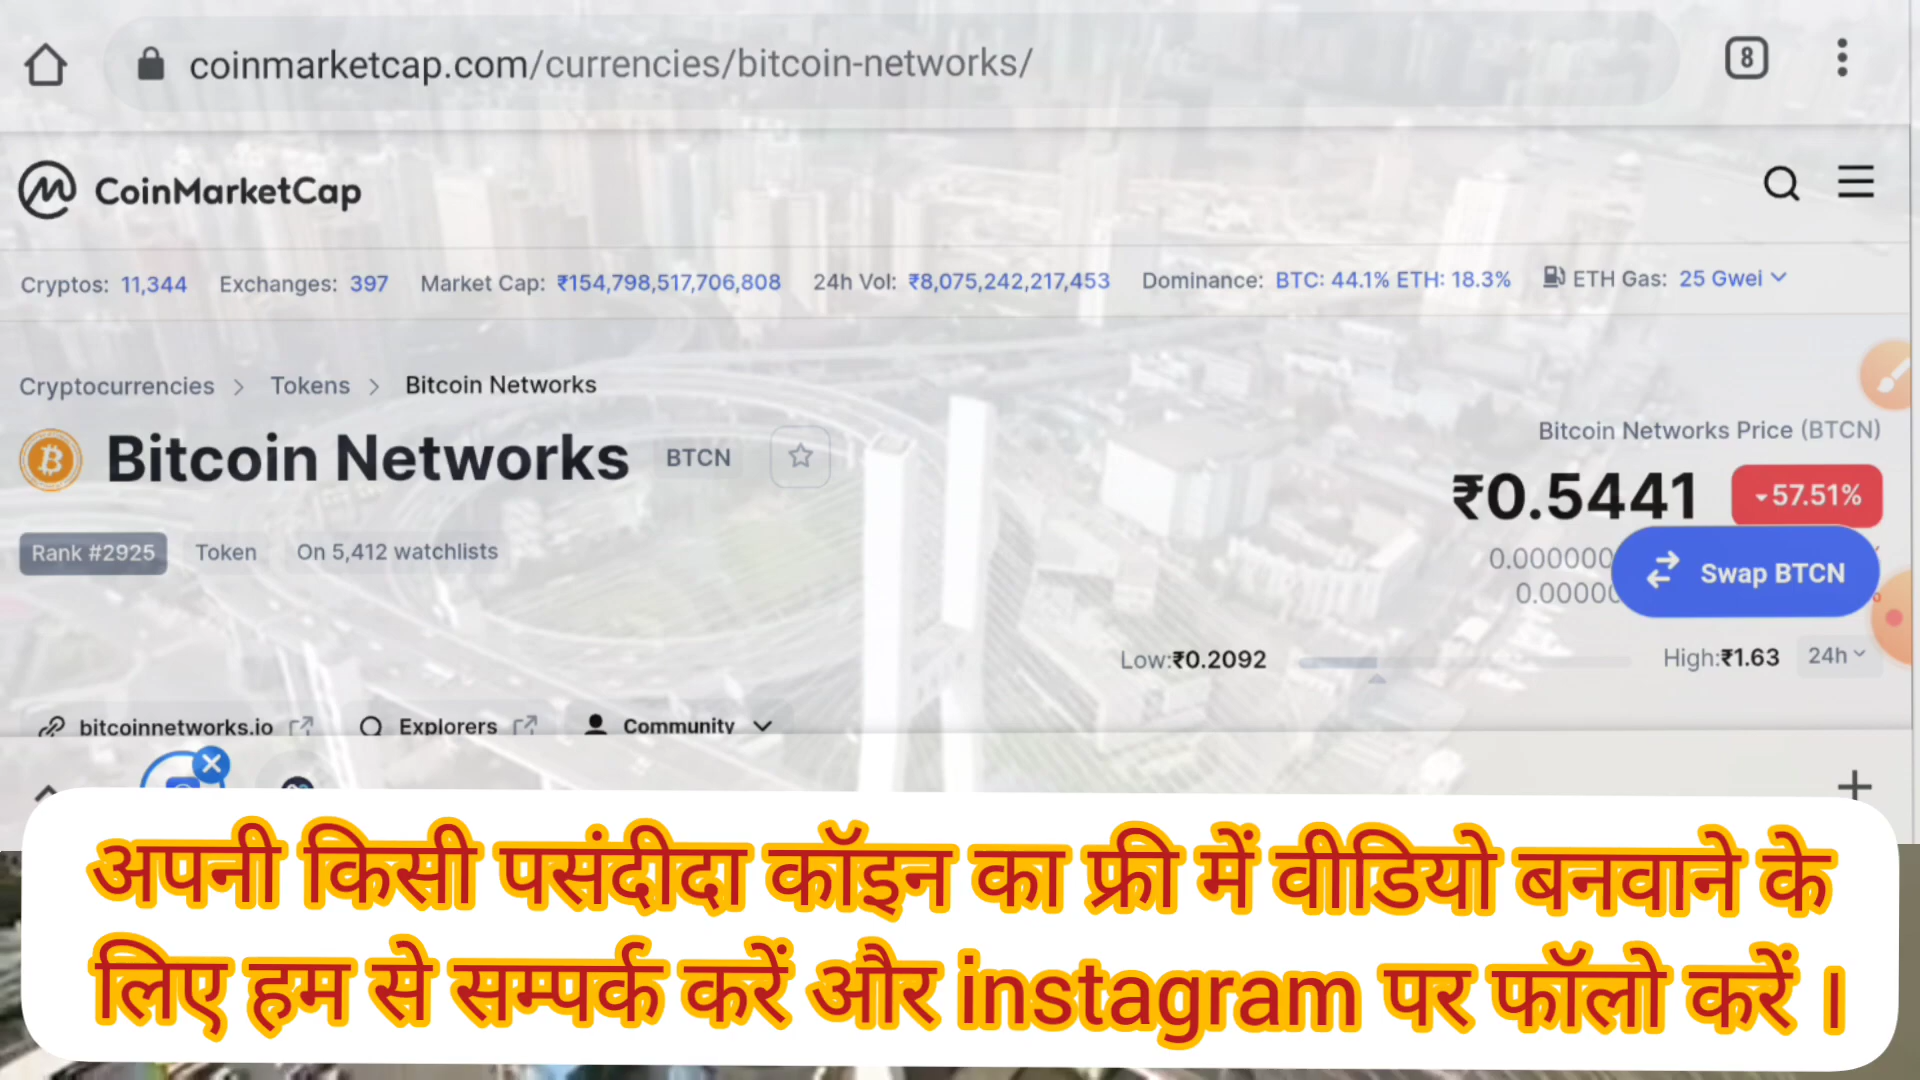 coinmarketcap.com/currencies/bitcoin-networks/
8
CoinMarketCap
Cryptos: 11,344 Exchanges: 397 Market Cap: ₹154,798,517,706,808 24h Vol: ₹8,075,242,217,453 Dominance: BTC: 44.1% ETH: 18.3% ETH Gas: 25 Gwei
Cryptocurrencies > Tokens > Bitcoin Networks
Bitcoin Networks BTCN
Bitcoin Networks Price (BTCN)
₹0.5441 57.51%
Rank #2925 Token On 5,412 watchlists
Swap BTCN
Low:₹0.2092 High:₹1.63 24h
bitcoinnetworks.io Explorers Community
अपनी किसी पसंदीदा कॉइन का फ्री में वीडियो बनवाने के
लिए हम से सम्पर्क करें और instagram पर फॉलो करें ।